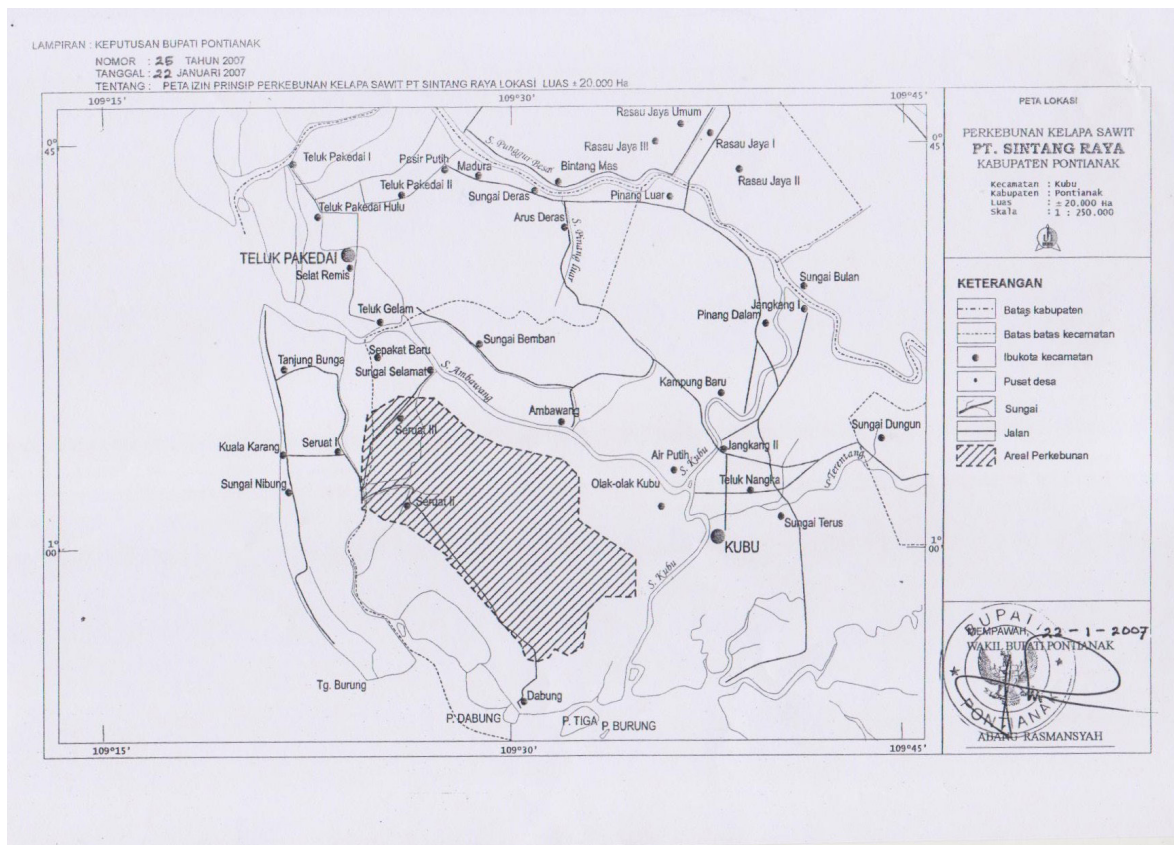 LAMPIRAN : KEPUTUSAN BUPATI PONTIANAK
NOMOR : 25 TAHUN 2007
TANGGAL : 22 JANUARI 2007
TENTANG : PETA IZIN PRINSIP PERKEBUNAN KELAPA SAWIT PT SINTANG RAYA LOKASI LUAS ± 20.000 Ha
109°15' 109°30' 109°45'
0° 45'
0° 45'
Rasau Jaya Umum
Rasau Jaya III
Rasau Jaya I
Rasau Jaya II
S. Punggur Besar
Teluk Pakedai I
Pasir Putih
Madura
Bintang Mas
Teluk Pakedai II
Sungai Deras
Pinang Luar
Teluk Pakedai Hulu
Arus Deras
S. Pinang luar
TELUK PAKEDAI
Selat Remis
Sungai Bulan
Teluk Gelam
Jangkang I
Pinang Dalam
Sungai Bemban
Sepakat Baru
Tanjung Bunga
Sungai Selamat
S. Ambawang
Kampung Baru
Ambawang
Seruat III
Sungai Dungun
Kuala Karang
Seruat I
Jangkang II
Air Putih
S. Kubu
S. Terentang
Teluk Nangka
Olak-olak Kubu
Sungai Nibung
Seruat II
Sungai Terus
KUBU
1° 00'
1° 00'
S. Kubu
Tg. Burung
Dabung
P. DABUNG
P. TIGA
P. BURUNG
109°15' 109°30' 109°45'
PETA LOKASI
PERKEBUNAN KELAPA SAWIT
PT. SINTANG RAYA
KABUPATEN PONTIANAK
Kecamatan : Kubu
Kabupaten : Pontianak
Luas : ± 20.000 Ha
Skala : 1 : 250.000
KETERANGAN
Batas kabupaten
Batas batas kecamatan
Ibukota kecamatan
Pusat desa
Sungai
Jalan
Areal Perkebunan
BUPATI
MEMPAWAH, 22-1-2007
WAKIL BUPATI PONTIANAK
PONTIANAK
ABANG RASMANSYAH